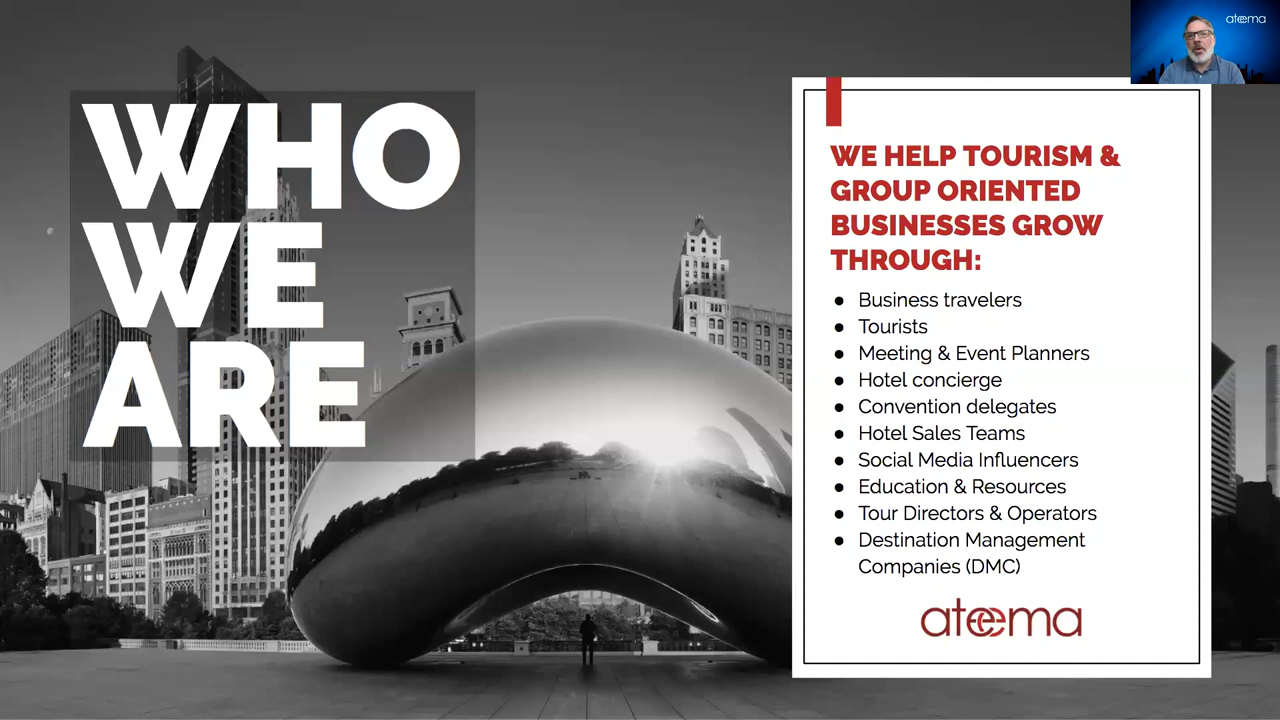 WHO
WE
ARE
ateema
WE HELP TOURISM &
GROUP ORIENTED
BUSINESSES GROW
THROUGH:
● Business travelers
● Tourists
● Meeting & Event Planners
● Hotel concierge
● Convention delegates
● Hotel Sales Teams
● Social Media Influencers
● Education & Resources
● Tour Directors & Operators
● Destination Management
Companies (DMC)
ateema